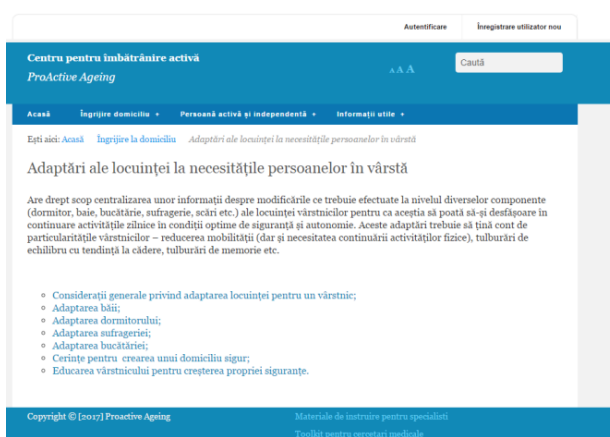 Autentificare Înregistrare utilizator nou
Centru pentru îmbătrânire activă
ProActive Ageing
A A A
Caută
Acasă Îngrijire domiciliu Persoană activă și independentă Informații utile
Ești aici: Acasă Îngrijire la domiciliu Adaptări ale locuinței la necesitățile persoanelor în vârstă
Adaptări ale locuinței la necesitățile persoanelor în vârstă
Are drept scop centralizarea unor informații despre modificările ce trebuie efectuate la nivelul diverselor componente
(dormitor, baie, bucătărie, sufragerie, scări etc.) ale locuinței vârstnicilor pentru ca aceștia să poată să-și desfășoare în
continuare activitățile zilnice în condiții optime de siguranță și autonomie. Aceste adaptări trebuie să țină cont de
particularitățile vârstnicilor – reducerea mobilității (dar și necesitatea continuării activităților fizice), tulburări de
echilibru cu tendință la cădere, tulburări de memorie etc.
Considerații generale privind adaptarea locuinței pentru un vârstnic;
Adaptarea băii;
Adaptarea dormitorului;
Adaptarea sufrageriei;
Adaptarea bucătăriei;
Cerințe pentru crearea unui domiciliu sigur;
Educarea vârstnicului pentru creșterea propriei siguranțe.
Copyright © [2017] Proactive Ageing
Materiale de instruire pentru specialisti
Toolkit pentru cercetari medicale